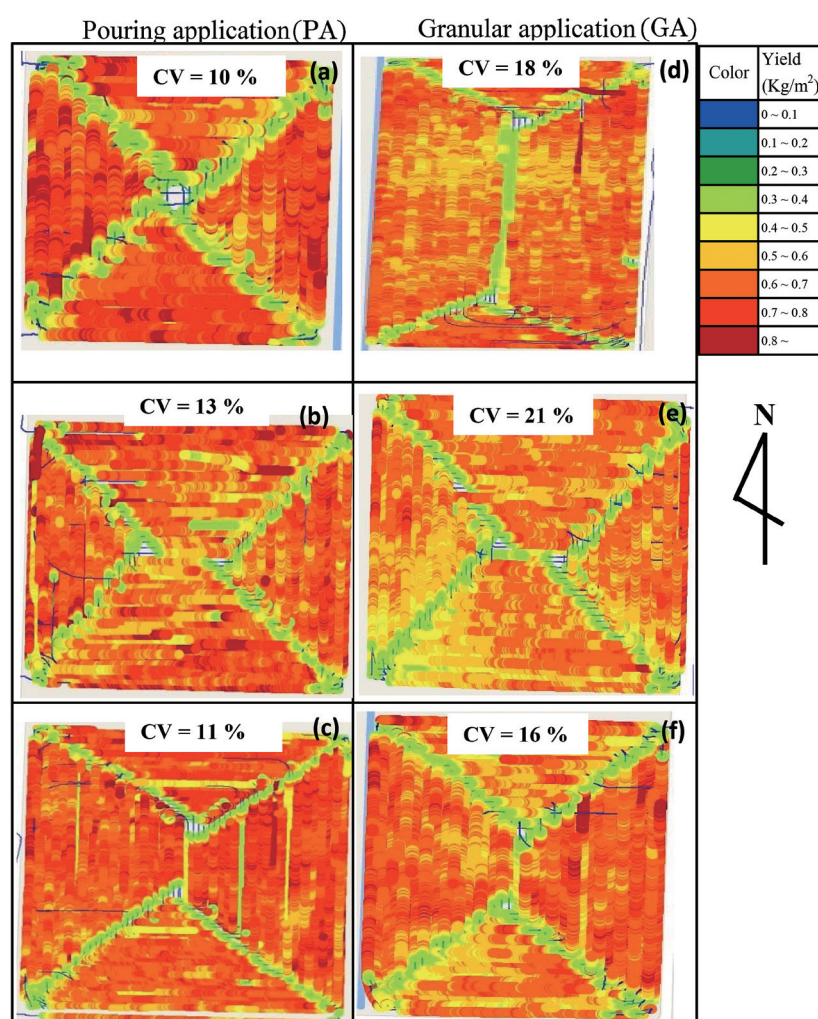 Pouring application(PA)
Granular application (GA)
CV = 10 %
(a)
CV = 18 %
(d)
Color
Yield
(Kg/m²)
0 ~ 0.1
0.1 ~ 0.2
0.2 ~ 0.3
0.3 ~ 0.4
0.4 ~ 0.5
0.5 ~ 0.6
0.6 ~ 0.7
0.7 ~ 0.8
0.8 ~
CV = 13 %
(b)
CV = 21 %
(e)
N
CV = 11 %
(c)
CV = 16 %
(f)